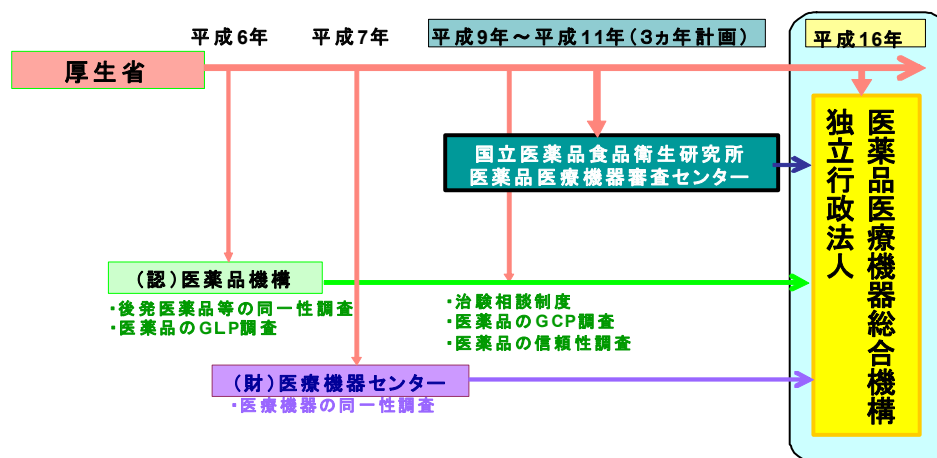 平成6年
平成7年
平成9年～平成11年(3ヵ年計画)
平成16年
厚生省
国立医薬品食品衛生研究所
医薬品医療機器審査センター
独立行政法人
医薬品医療機器総合機構
(認)医薬品機構
・後発医薬品等の同一性調査
・医薬品のGLP調査
・治験相談制度
・医薬品のGCP調査
・医薬品の信頼性調査
(財)医療機器センター
・医療機器の同一性調査